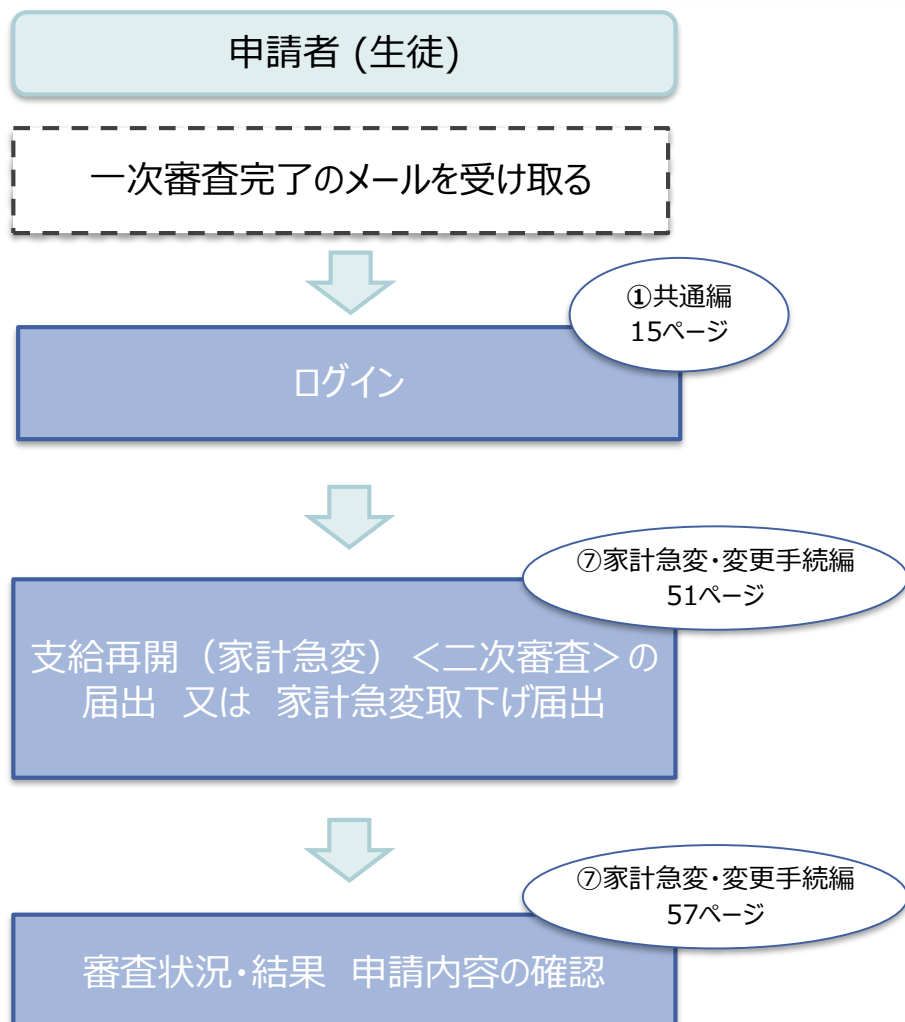 申請者 (生徒)
一次審査完了のメールを受け取る
①共通編
15ページ
ログイン
⑦家計急変・変更手続編
51ページ
支給再開（家計急変）＜二次審査＞の
届出　又は　家計急変取下げ届出
⑦家計急変・変更手続編
57ページ
審査状況・結果　申請内容の確認